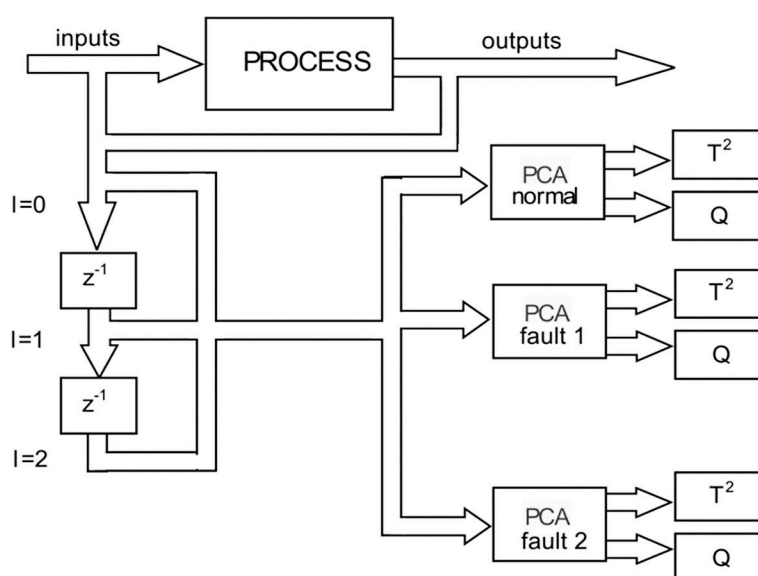 inputs
PROCESS
outputs
PCA
normal
T²
Q
l=0
z⁻¹
PCA
fault 1
T²
Q
l=1
z⁻¹
l=2
PCA
fault 2
T²
Q